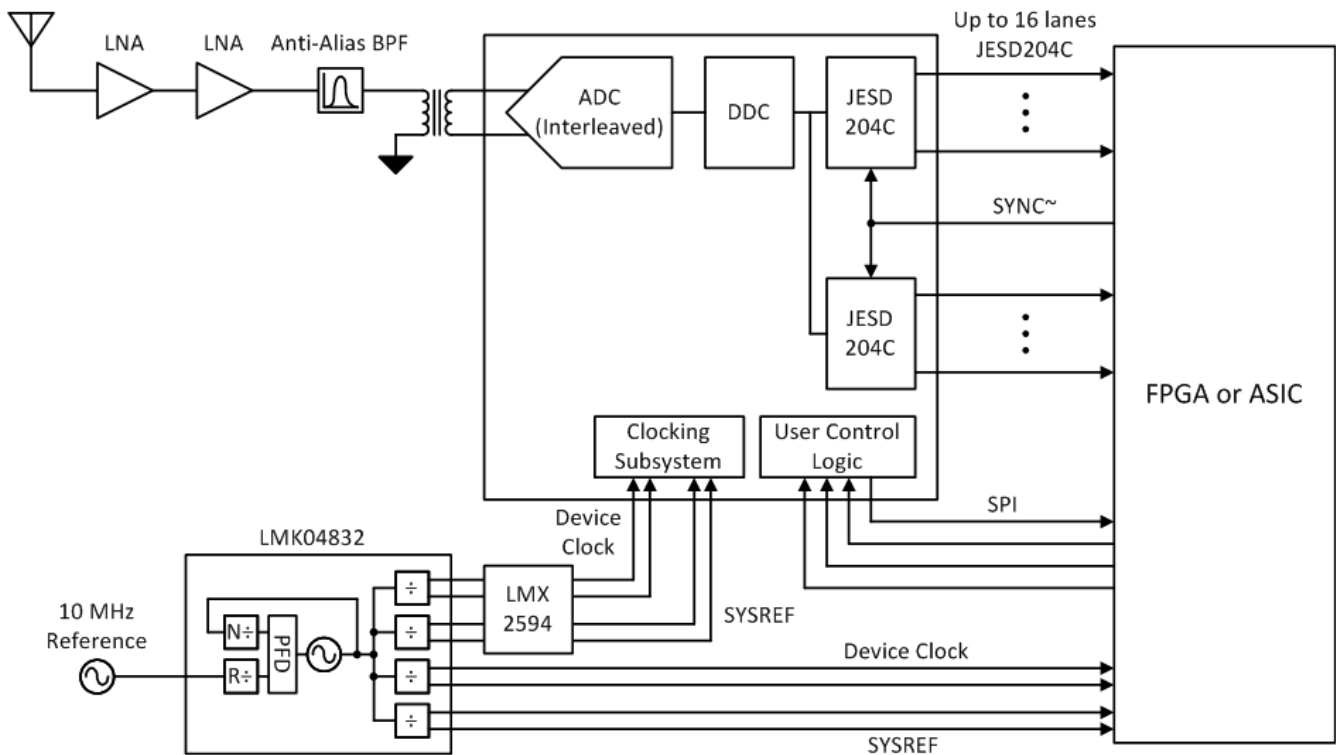 Up to 16 lanes
JESD204C
LNA
LNA
Anti-Alias BPF
ADC
(Interleaved)
DDC
JESD
204C
SYNC~
JESD
204C
FPGA or ASIC
Clocking
Subsystem
User Control
Logic
SPI
Device
Clock
LMK04832
LMX
2594
SYSREF
10 MHz
Reference
N÷
R÷
PFD
÷
÷
÷
÷
Device Clock
SYSREF